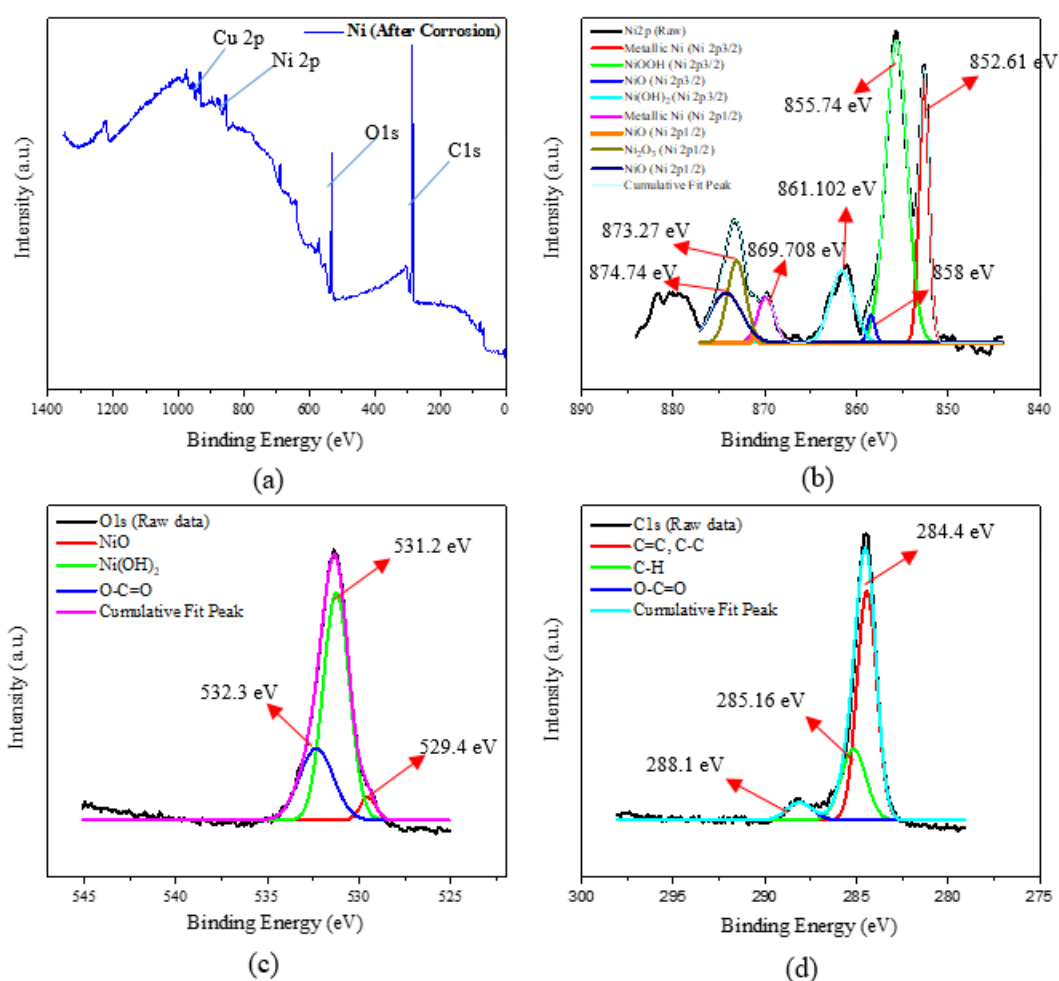 Ni (After Corrosion)
Cu 2p
Ni 2p
O1s
C1s
Intensity (a.u.)
1400 1200 1000 800 600 400 200 0
Binding Energy (eV)
(a)
Ni2p (Raw)
Metallic Ni (Ni 2p3/2)
NiOOH (Ni 2p3/2)
NiO (Ni 2p3/2)
Ni(OH)₂ (Ni 2p3/2)
Metallic Ni (Ni 2p1/2)
NiO (Ni 2p1/2)
Ni₂O₃ (Ni 2p1/2)
NiO (Ni 2p1/2)
Cumulative Fit Peak
852.61 eV
855.74 eV
861.102 eV
873.27 eV
869.708 eV
874.74 eV
858 eV
Intensity (a.u.)
890 880 870 860 850 840
Binding Energy (eV)
(b)
O1s (Raw data)
NiO
Ni(OH)₂
O-C=O
Cumulative Fit Peak
531.2 eV
532.3 eV
529.4 eV
Intensity (a.u.)
545 540 535 530 525
Binding Energy (eV)
(c)
C1s (Raw data)
C=C, C-C
C-H
O-C=O
Cumulative Fit Peak
284.4 eV
285.16 eV
288.1 eV
Intensity (a.u.)
300 295 290 285 280 275
Binding Energy (eV)
(d)